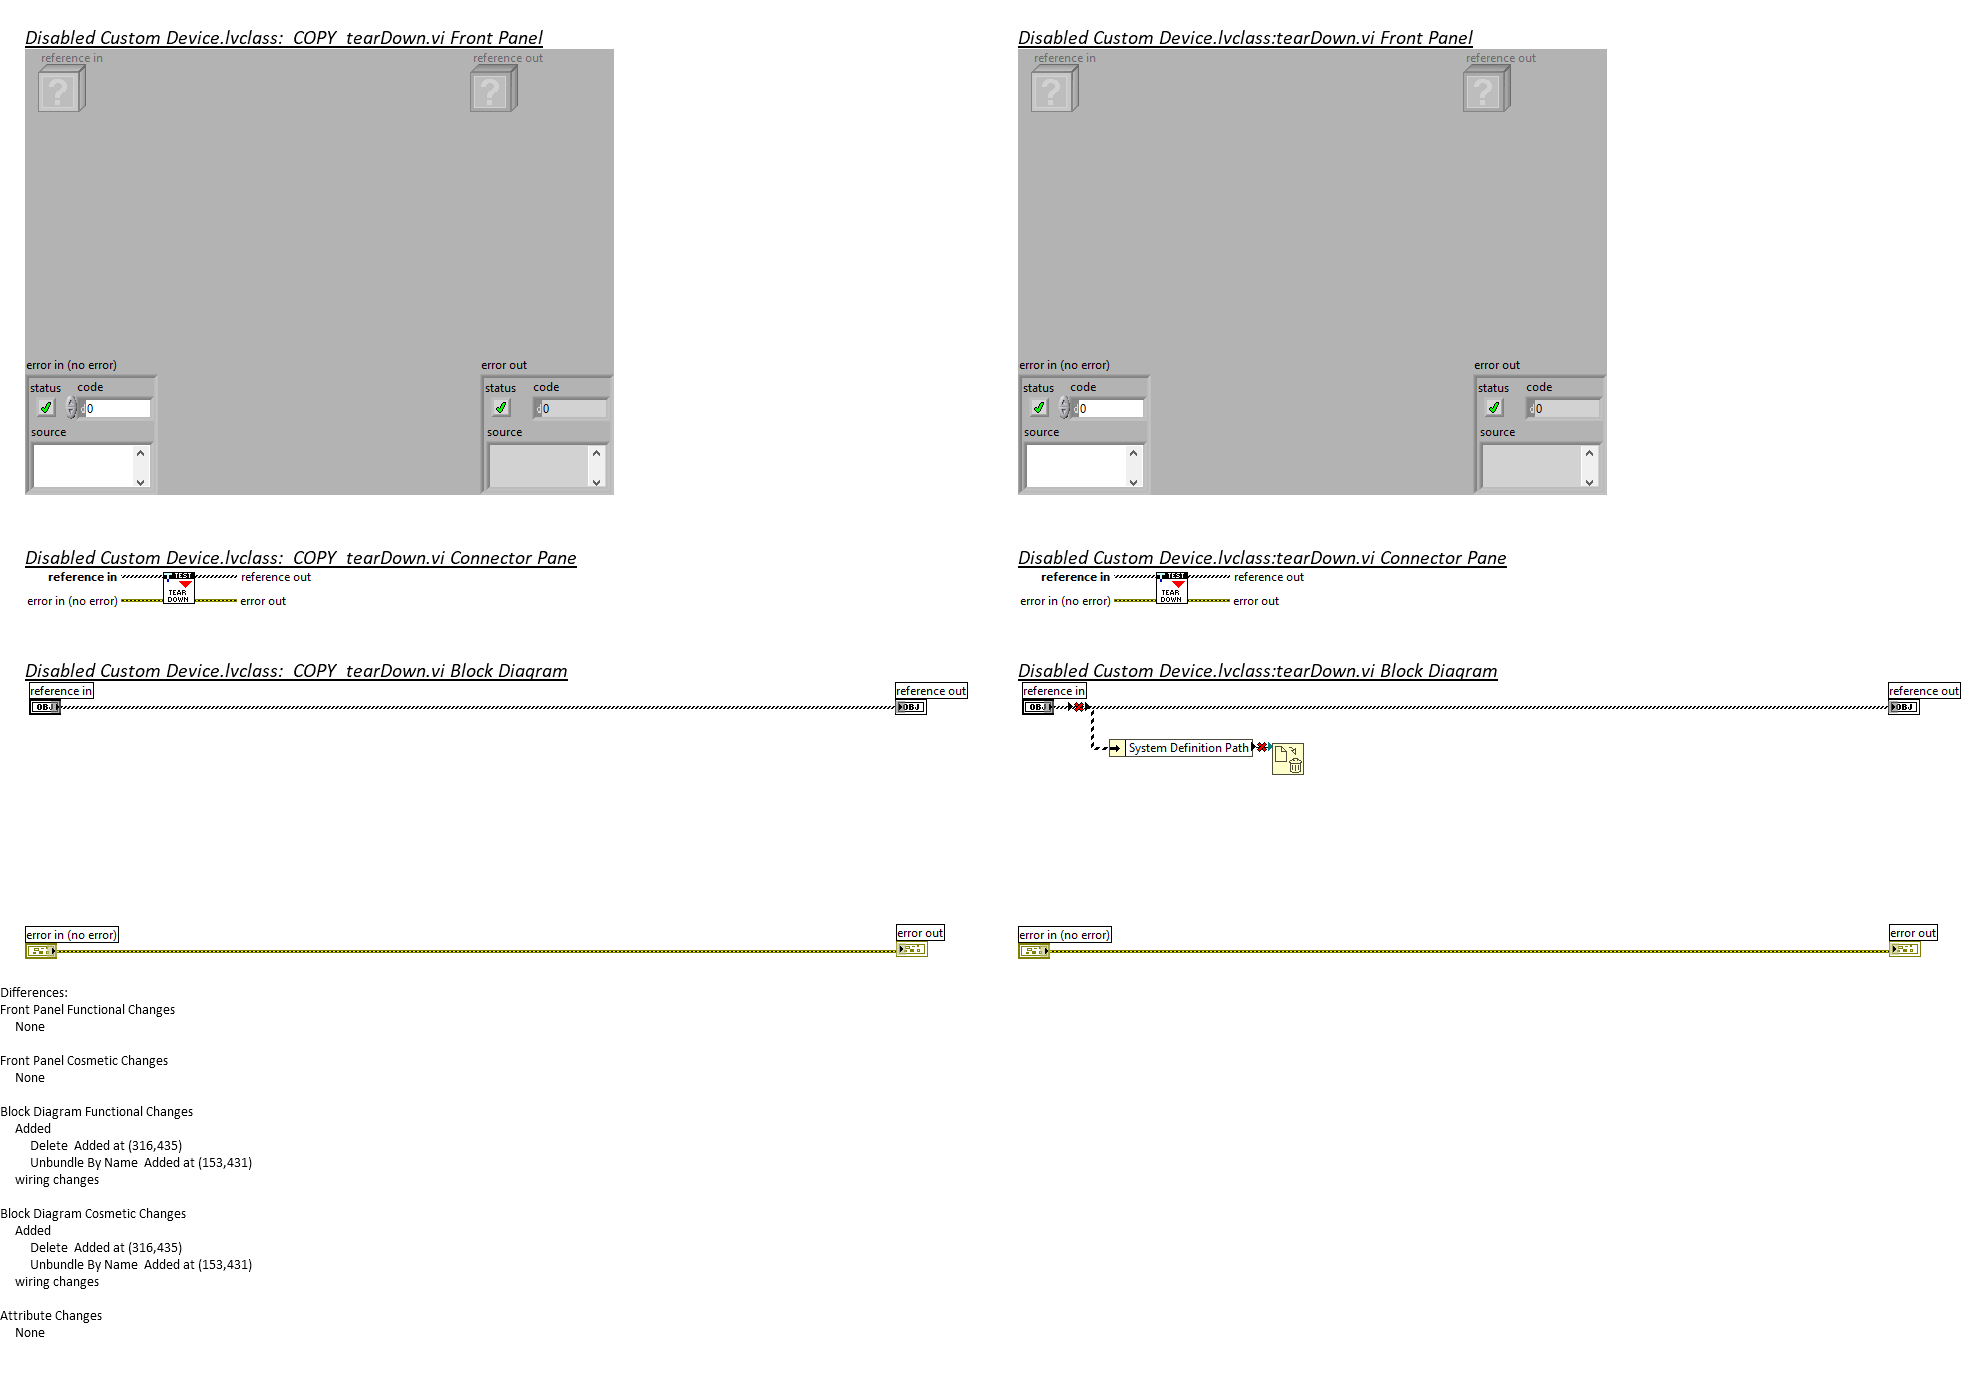 Disabled Custom Device.lvclass:  COPY  tearDown.vi Front Panel
reference in
reference out
error in (no error)
error out
status code
0
status code
0
source
source
Disabled Custom Device.lvclass:tearDown.vi Front Panel
reference in
reference out
error in (no error)
error out
status code
0
status code
0
source
source
Disabled Custom Device.lvclass:  COPY  tearDown.vi Connector Pane
reference in
TEST
TEAR
DOWN
reference out
error in (no error)
error out
Disabled Custom Device.lvclass:tearDown.vi Connector Pane
reference in
TEST
TEAR
DOWN
reference out
error in (no error)
error out
Disabled Custom Device.lvclass:  COPY  tearDown.vi Block Diagram
reference in
OBJ
reference out
OBJ
error in (no error)
error out
Disabled Custom Device.lvclass:tearDown.vi Block Diagram
reference in
OBJ
reference out
OBJ
System Definition Path
error in (no error)
error out
Differences:
Front Panel Functional Changes
None
Front Panel Cosmetic Changes
None
Block Diagram Functional Changes
Added
Delete  Added at (316,435)
Unbundle By Name  Added at (153,431)
wiring changes
Block Diagram Cosmetic Changes
Added
Delete  Added at (316,435)
Unbundle By Name  Added at (153,431)
wiring changes
Attribute Changes
None